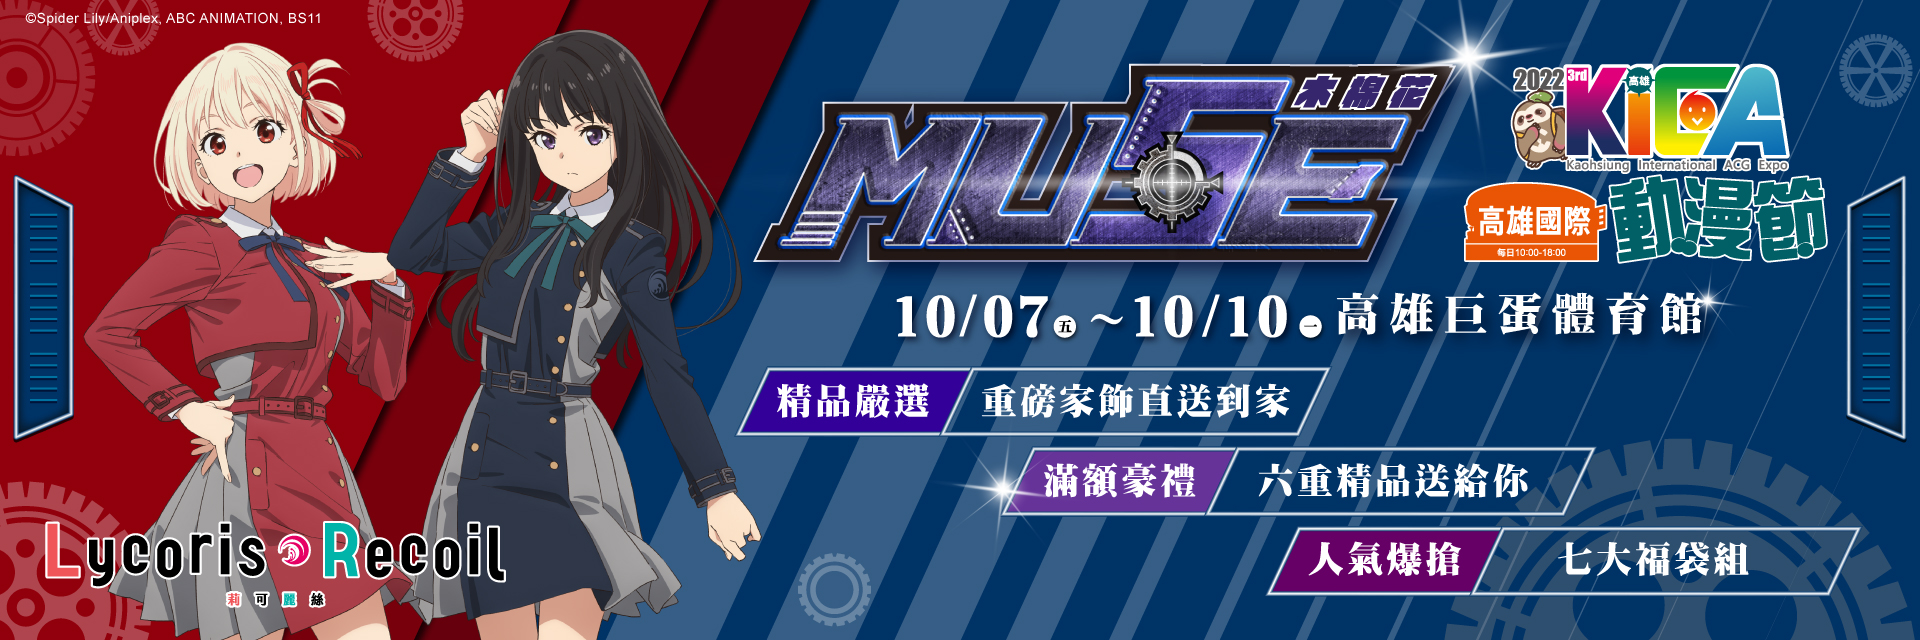 ©Spider Lily/Aniplex, ABC ANIMATION, BS11
木棉花
MUSE
2022 3rd 高雄 KICA
Kaohsiung International ACG Expo
高雄國際 動漫節
每日10:00-18:00
10/07五~10/10一 高雄巨蛋體育館
精品嚴選 重磅家飾直送到家
滿額豪禮 六重精品送給你
人氣爆搶 七大福袋組
Lycoris Recoil
莉可麗絲